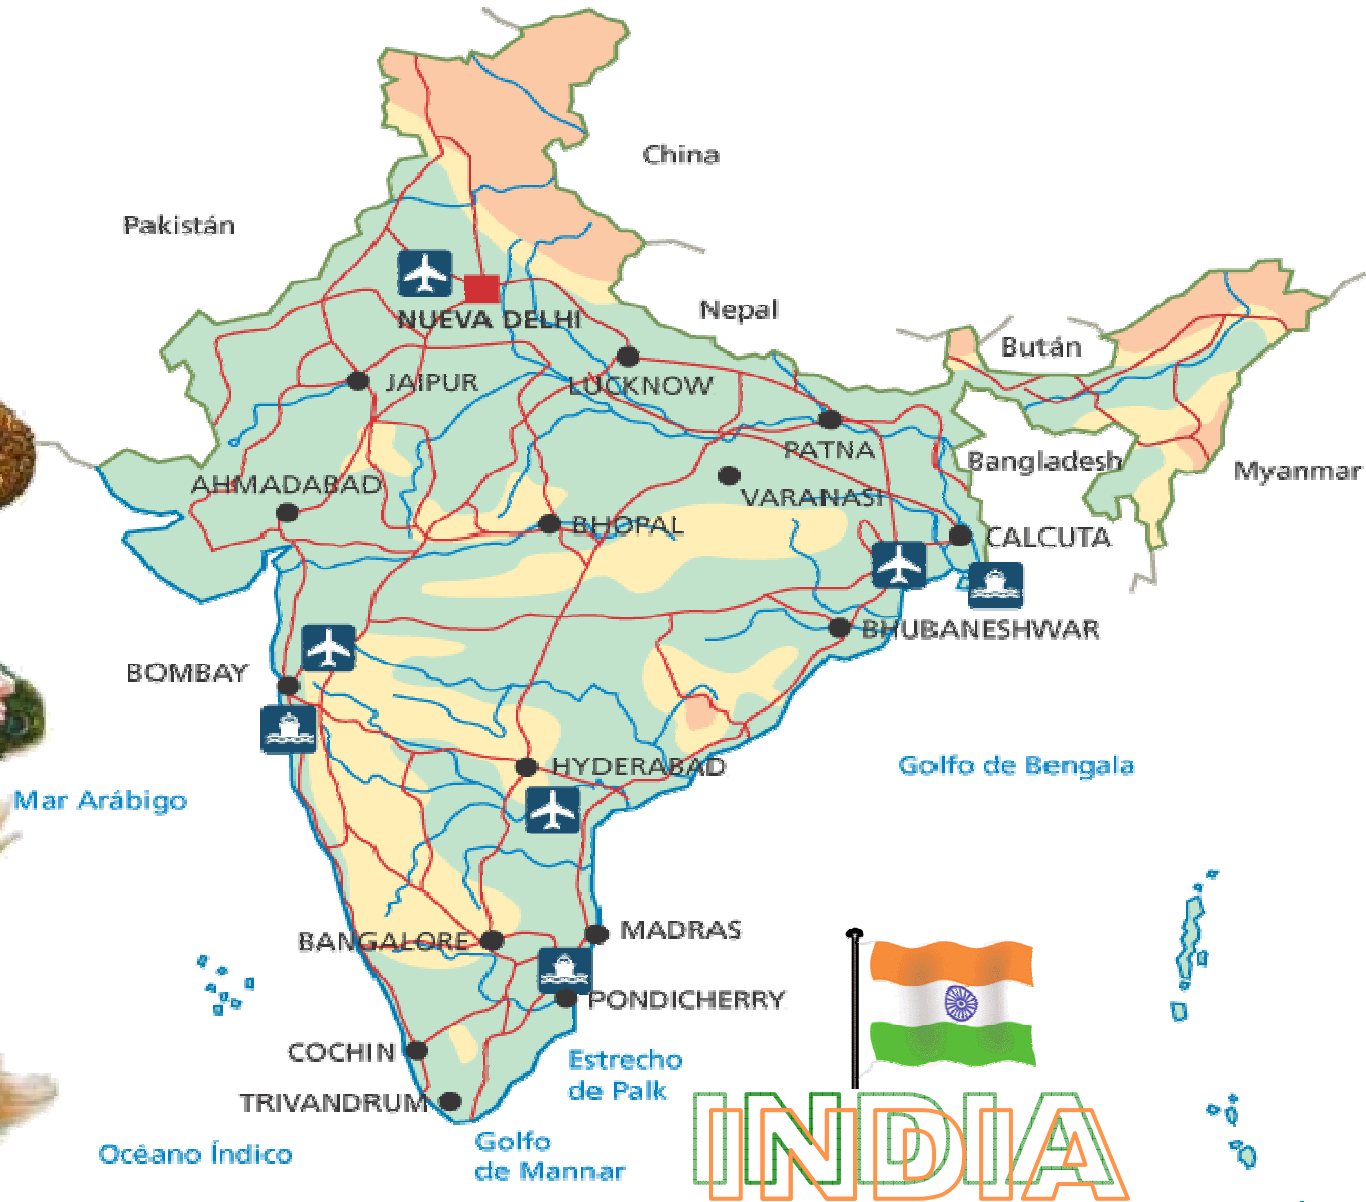 China
Pakistán
Nepal
NUEVA DELHI
Bután
JAIPUR
LUCKNOW
PATNA
Bangladesh
Myanmar
AHMADABAD
VARANASI
BHOPAL
CALCUTA
BHUBANESHWAR
BOMBAY
HYDERABAD
Golfo de Bengala
Mar Arábigo
MADRAS
BANGALORE
PONDICHERRY
COCHIN
Estrecho
de Palk
TRIVANDRUM
Golfo
de Mannar
Océano Índico
INDIA